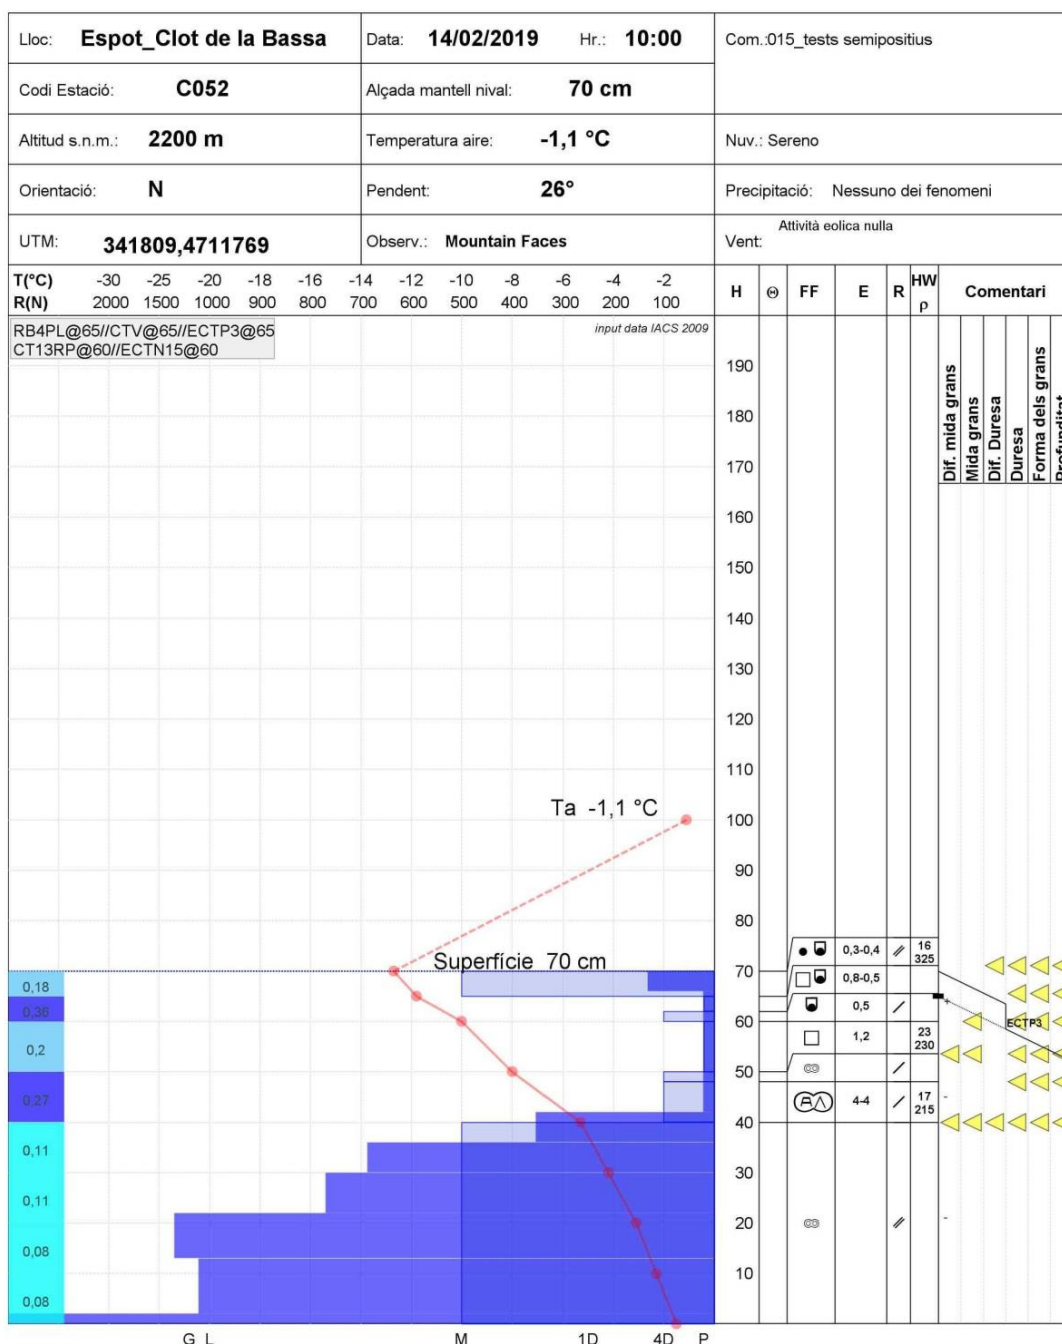 Lloc: Espot_Clot de la Bassa Data: 14/02/2019 Hr.: 10:00 Com.:015_tests semipositius
Codi Estació: C052 Alçada mantell nival: 70 cm
Altitud s.n.m.: 2200 m Temperatura aire: -1,1 °C Nuv.: Sereno
Orientació: N Pendent: 26° Precipitació: Nessuno dei fenomeni
UTM: 341809,4711769 Observ.: Mountain Faces Vent: Attività eolica nulla
T(°C) -30 -25 -20 -18 -16 -14 -12 -10 -8 -6 -4 -2
R(N) 2000 1500 1000 900 800 700 600 500 400 300 200 100
H Θ FF E R HW ρ Comentari
RB4PL@65//CTV@65//ECTP3@65
CT13RP@60//ECTN15@60
input data IACS 2009
Dif. mida grans
Mida grans
Dif. Duresa
Duresa
Forma dels grans
Profunditat
190
180
170
160
150
140
130
120
110
Ta -1,1 °C
100
90
80
0,3-0,4 16
325
Superfície 70 cm
70
0,8-0,5
0,18
0,36
0,5
+
60
ECTP3
1,2 23
230
0,2
50
0,27
4-4 17
215
-
40
0,11
30
0,11
20
-
0,08
10
0,08
G L M 1D 4D P